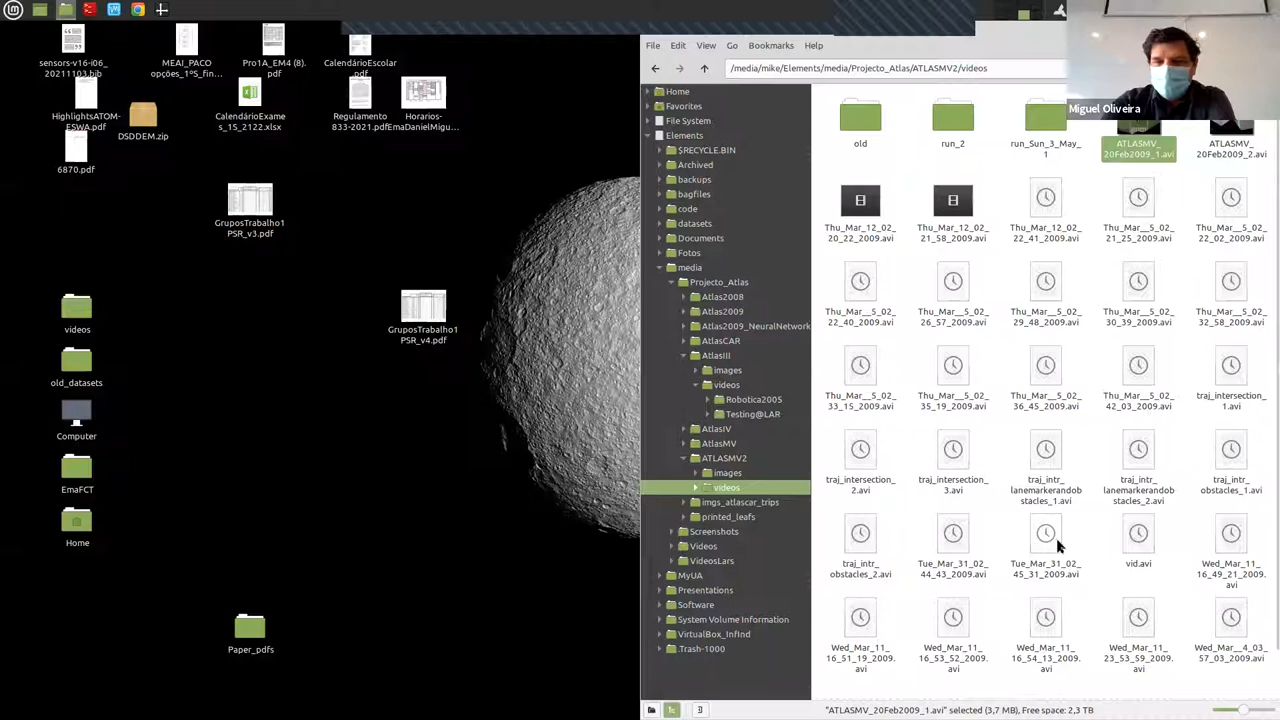 sensors-v16-i06_
20211103.bib
MEAI_PACO
opções_1ºS_fin…
Pro1A_EM4 (8).
pdf
CalendárioEscolar
.pdf
HighlightsATOM-
ESWA.pdf
DSDDEM.zip
CalendárioExame
s_15_2122.xlsx
Regulamento
833-2021.pdf
Horarios-
EmaDanielMigu…
6870.pdf
GruposTrabalho1
PSR_v3.pdf
GruposTrabalho1
PSR_v4.pdf
videos
old_datasets
Computer
EmaFCT
Home
Paper_pdfs
File Edit View Go Bookmarks Help
/media/mike/Elements/media/Projecto_Atlas/ATLASMV2/videos
Miguel Oliveira
Home
Favorites
File System
Elements
$RECYCLE.BIN
Archived
backups
bagfiles
code
datasets
Documents
Fotos
media
Projecto_Atlas
Atlas2008
Atlas2009
Atlas2009_NeuralNetwork
AtlasCAR
AtlasIII
images
videos
Robotica2005
Testing@LAR
AtlasIV
AtlasMV
ATLASMV2
images
videos
imgs_atlascar_trips
printed_leafs
Screenshots
Videos
VideosLars
MyUA
Presentations
Software
System Volume Information
VirtualBox_InfInd
.Trash-1000
old
run_2
run_Sun_3_May_
1
ATLASMV_
20Feb2009_1.avi
ATLASMV_
20Feb2009_2.avi
Thu_Mar_12_02_
20_22_2009.avi
Thu_Mar_12_02_
21_58_2009.avi
Thu_Mar_12_02_
22_41_2009.avi
Thu_Mar__5_02_
21_25_2009.avi
Thu_Mar__5_02_
22_02_2009.avi
Thu_Mar__5_02_
22_40_2009.avi
Thu_Mar__5_02_
26_57_2009.avi
Thu_Mar__5_02_
29_48_2009.avi
Thu_Mar__5_02_
30_39_2009.avi
Thu_Mar__5_02_
32_58_2009.avi
Thu_Mar__5_02_
33_15_2009.avi
Thu_Mar__5_02_
35_19_2009.avi
Thu_Mar__5_02_
36_45_2009.avi
Thu_Mar__5_02_
42_03_2009.avi
traj_intersection_
1.avi
traj_intersection_
2.avi
traj_intersection_
3.avi
traj_intr_
lanemarkerandob
stacles_1.avi
traj_intr_
lanemarkerandob
stacles_2.avi
traj_intr_
obstacles_1.avi
traj_intr_
obstacles_2.avi
Tue_Mar_31_02_
44_43_2009.avi
Tue_Mar_31_02_
45_31_2009.avi
vid.avi
Wed_Mar_11_
16_49_21_2009.
avi
Wed_Mar_11_
16_51_19_2009.
avi
Wed_Mar_11_
16_53_52_2009.
avi
Wed_Mar_11_
16_54_13_2009.
avi
Wed_Mar_11_
23_53_59_2009.
avi
Wed_Mar__4_03_
57_03_2009.avi
"ATLASMV_20Feb2009_1.avi" selected (3,7 MB), Free space: 2,3 TB